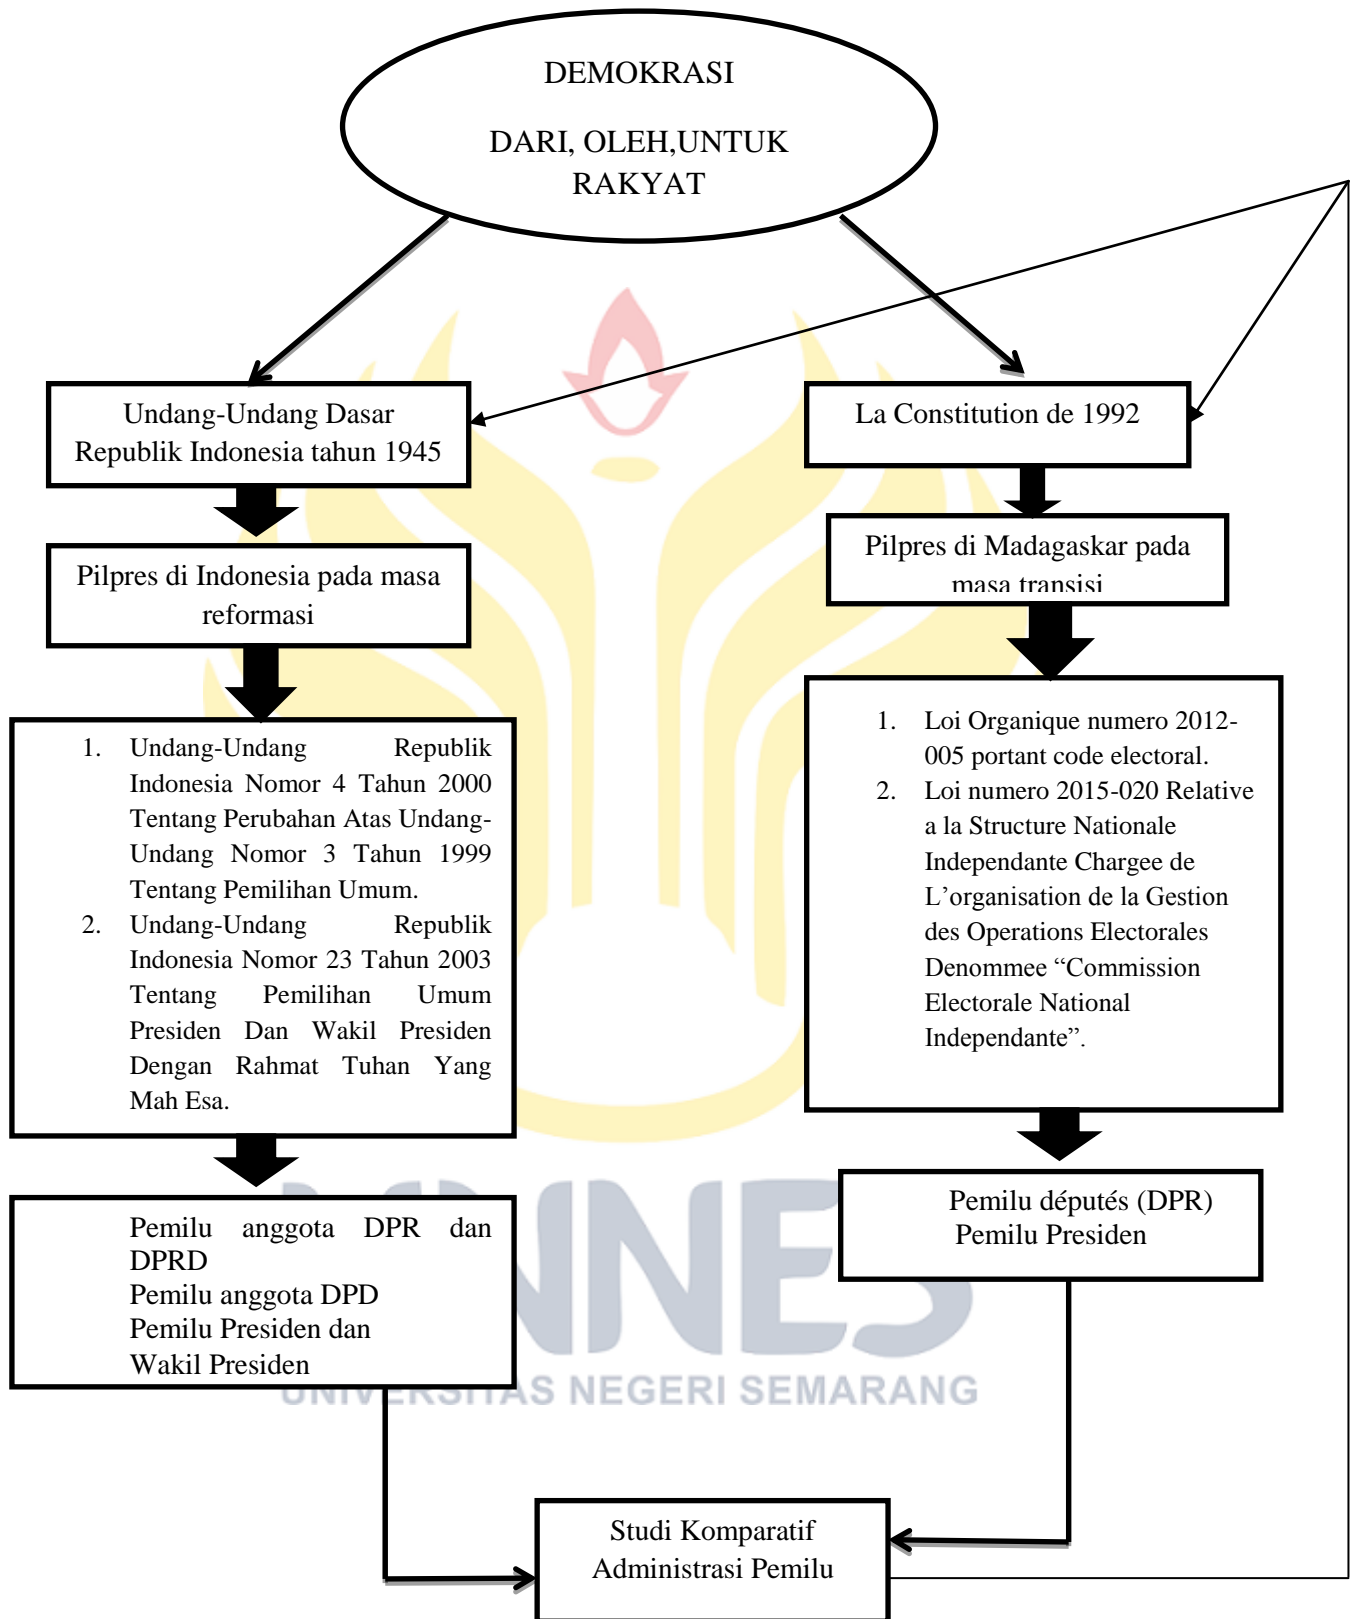 DEMOKRASI
DARI, OLEH,UNTUK
RAKYAT
Undang-Undang Dasar
Republik Indonesia tahun 1945
La Constitution de 1992
Pilpres di Indonesia pada masa
reformasi
Pilpres di Madagaskar pada
masa transisi
1. Undang-Undang Republik
Indonesia Nomor 4 Tahun 2000
Tentang Perubahan Atas Undang-
Undang Nomor 3 Tahun 1999
Tentang Pemilihan Umum.
2. Undang-Undang Republik
Indonesia Nomor 23 Tahun 2003
Tentang Pemilihan Umum
Presiden Dan Wakil Presiden
Dengan Rahmat Tuhan Yang
Mah Esa.
1. Loi Organique numero 2012-
005 portant code electoral.
2. Loi numero 2015-020 Relative
a la Structure Nationale
Independante Chargee de
L’organisation de la Gestion
des Operations Electorales
Denommee “Commission
Electorale National
Independante”.
Pemilu anggota DPR dan
DPRD
Pemilu anggota DPD
Pemilu Presiden dan
Wakil Presiden
Pemilu députés (DPR)
Pemilu Presiden
UNNES
UNIVERSITAS NEGERI SEMARANG
Studi Komparatif
Administrasi Pemilu